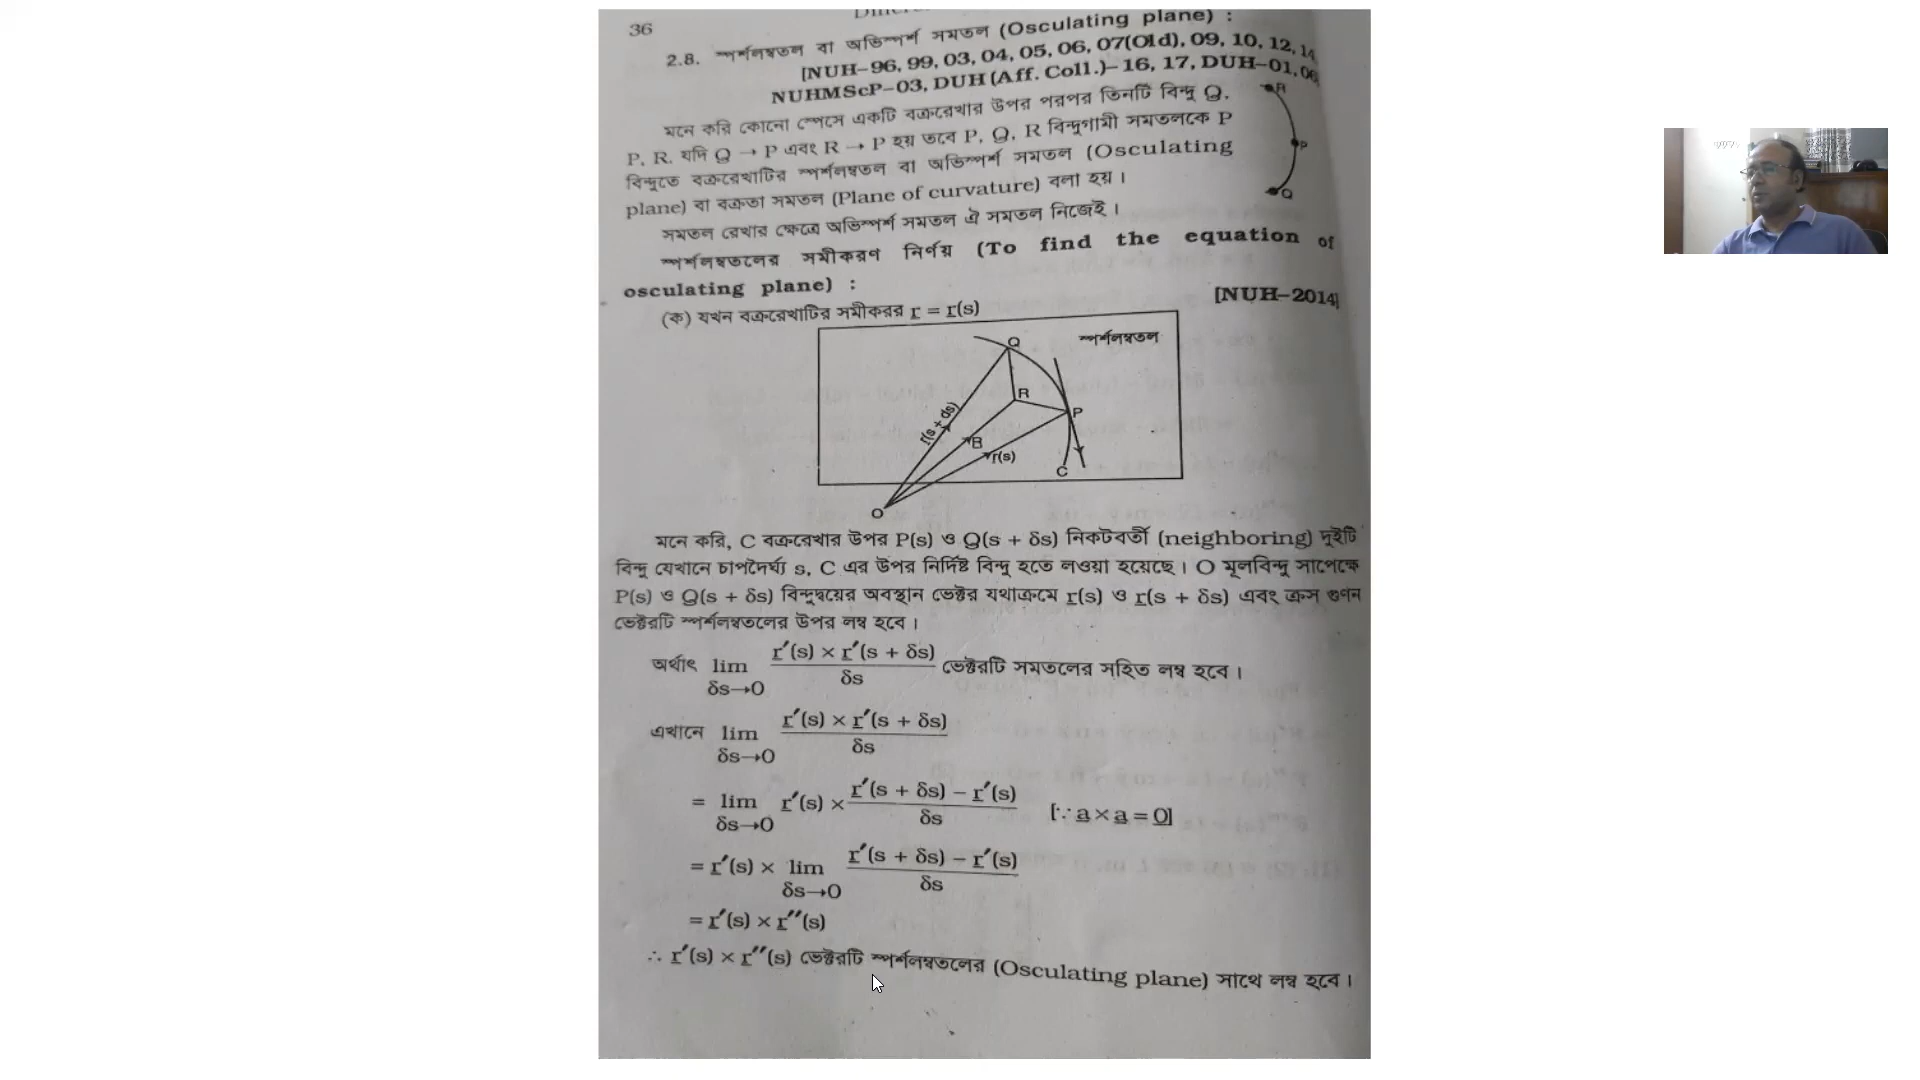 36
2.8. স্পর্শলম্বতল বা অভিস্পর্শ সমতল (Osculating plane) :
[NUH–96, 99, 03, 04, 05, 06, 07(Old), 09, 10, 12, 14,
NUHMScP–03, DUH (Aff. Coll.)–16, 17, DUH–01, 06
মনে করি কোনো স্পেসে একটি বক্ররেখার উপর পরপর তিনটি বিন্দু Q,
P, R. যদি Q → P এবং R → P হয় তবে P, Q, R বিন্দুগামী সমতলকে P
বিন্দুতে বক্ররেখাটির স্পর্শলম্বতল বা অভিস্পর্শ সমতল (Osculating
plane) বা বক্রতা সমতল (Plane of curvature) বলা হয়।
R
P
Q
সমতল রেখার ক্ষেত্রে অভিস্পর্শ সমতল ঐ সমতল নিজেই।
স্পর্শলম্বতলের সমীকরণ নির্ণয় (To find the equation of
osculating plane) :
[NUH–2014]
(ক) যখন বক্ররেখাটির সমীকরর r̲ = r̲(s)
স্পর্শলম্বতল
Q
R
P
r̲(s + ds)
R
r̲(s)
C
O
মনে করি, C বক্ররেখার উপর P(s) ও Q(s + δs) নিকটবর্তী (neighboring) দুইটি
বিন্দু যেখানে চাপদৈর্ঘ্য s, C এর উপর নির্দিষ্ট বিন্দু হতে লওয়া হয়েছে। O মূলবিন্দু সাপেক্ষে
P(s) ও Q(s + δs) বিন্দুদ্বয়ের অবস্থান ভেক্টর যথাক্রমে r̲(s) ও r̲(s + δs) এবং ক্রস গুণন
ভেক্টরটি স্পর্শলম্বতলের উপর লম্ব হবে।
অর্থাৎ lim δs→0 r̲′(s) × r̲′(s + δs) / δs ভেক্টরটি সমতলের সহিত লম্ব হবে।
এখানে lim δs→0 r̲′(s) × r̲′(s + δs) / δs
= lim δs→0 r̲′(s) × r̲′(s + δs) – r̲′(s) / δs [∵ a̲ × a̲ = 0̲]
= r̲′(s) × lim δs→0 r̲′(s + δs) – r̲′(s) / δs
= r̲′(s) × r̲′′(s)
∴ r̲′(s) × r̲′′(s) ভেক্টরটি স্পর্শলম্বতলের (Osculating plane) সাথে লম্ব হবে।